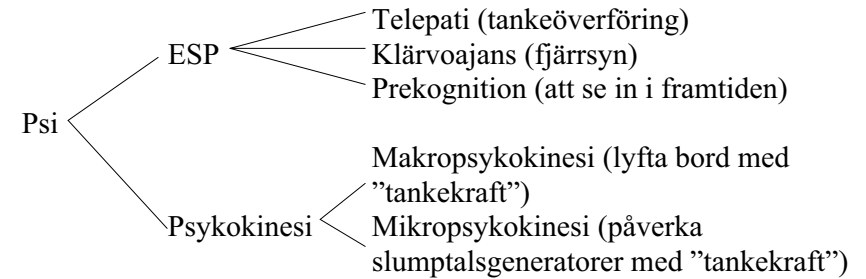 Telepati (tankeöverföring)
ESP
Klärvoajans (fjärrsyn)
Prekognition (att se in i framtiden)
Psi
Makropsykokinesi (lyfta bord med
”tankekraft”)
Psykokinesi
Mikropsykokinesi (påverka
slumptalsgeneratorer med ”tankekraft”)